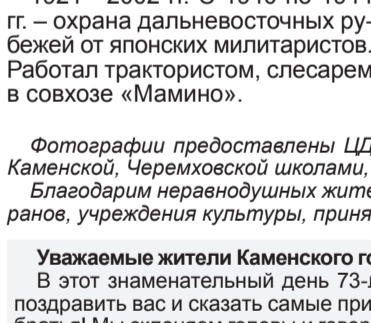 гг. – охрана дальневосточных ру-
бежей от японских милитаристов.
Работал трактористом, слесарем
в совхозе «Мамино».
Фотографии предоставлены ЦД
Каменской, Черемховской школами,
Благодарим неравнодушных жите
ранов, учреждения культуры, приня
Уважаемые жители Каменского го
В этот знаменательный день 73-л
поздравить вас и сказать самые при